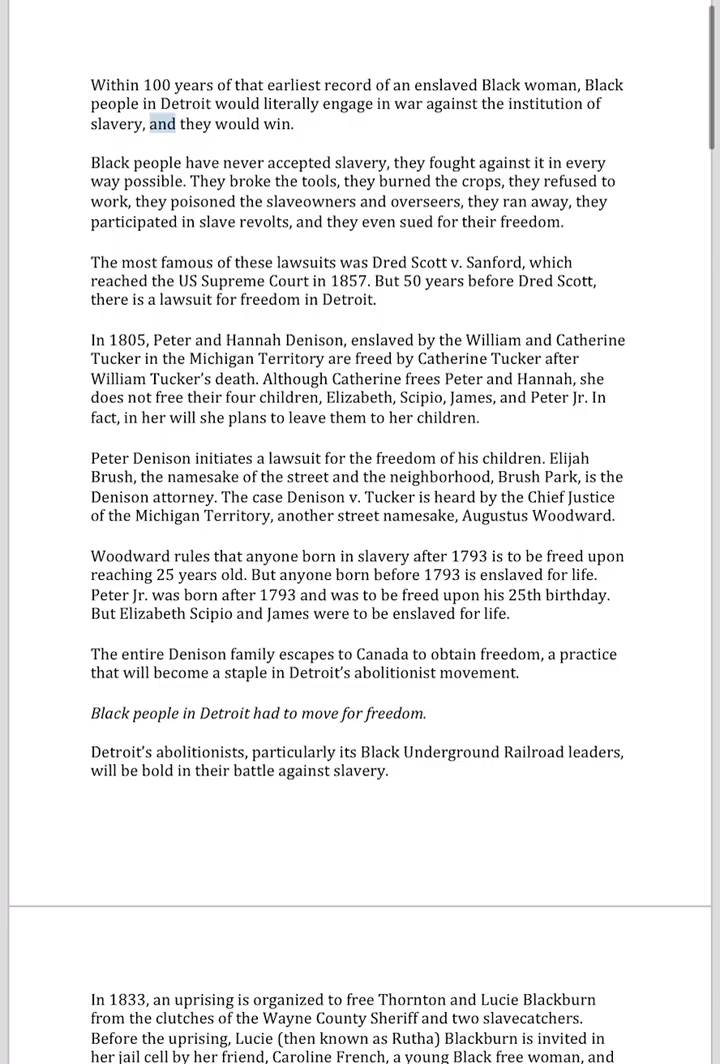 Within 100 years of that earliest record of an enslaved Black woman, Black
people in Detroit would literally engage in war against the institution of
slavery, and they would win.
Black people have never accepted slavery, they fought against it in every
way possible. They broke the tools, they burned the crops, they refused to
work, they poisoned the slaveowners and overseers, they ran away, they
participated in slave revolts, and they even sued for their freedom.
The most famous of these lawsuits was Dred Scott v. Sanford, which
reached the US Supreme Court in 1857. But 50 years before Dred Scott,
there is a lawsuit for freedom in Detroit.
In 1805, Peter and Hannah Denison, enslaved by the William and Catherine
Tucker in the Michigan Territory are freed by Catherine Tucker after
William Tucker’s death. Although Catherine frees Peter and Hannah, she
does not free their four children, Elizabeth, Scipio, James, and Peter Jr. In
fact, in her will she plans to leave them to her children.
Peter Denison initiates a lawsuit for the freedom of his children. Elijah
Brush, the namesake of the street and the neighborhood, Brush Park, is the
Denison attorney. The case Denison v. Tucker is heard by the Chief Justice
of the Michigan Territory, another street namesake, Augustus Woodward.
Woodward rules that anyone born in slavery after 1793 is to be freed upon
reaching 25 years old. But anyone born before 1793 is enslaved for life.
Peter Jr. was born after 1793 and was to be freed upon his 25th birthday.
But Elizabeth Scipio and James were to be enslaved for life.
The entire Denison family escapes to Canada to obtain freedom, a practice
that will become a staple in Detroit’s abolitionist movement.
Black people in Detroit had to move for freedom.
Detroit’s abolitionists, particularly its Black Underground Railroad leaders,
will be bold in their battle against slavery.
In 1833, an uprising is organized to free Thornton and Lucie Blackburn
from the clutches of the Wayne County Sheriff and two slavecatchers.
Before the uprising, Lucie (then known as Rutha) Blackburn is invited in
her jail cell by her friend, Caroline French, a young Black free woman, and